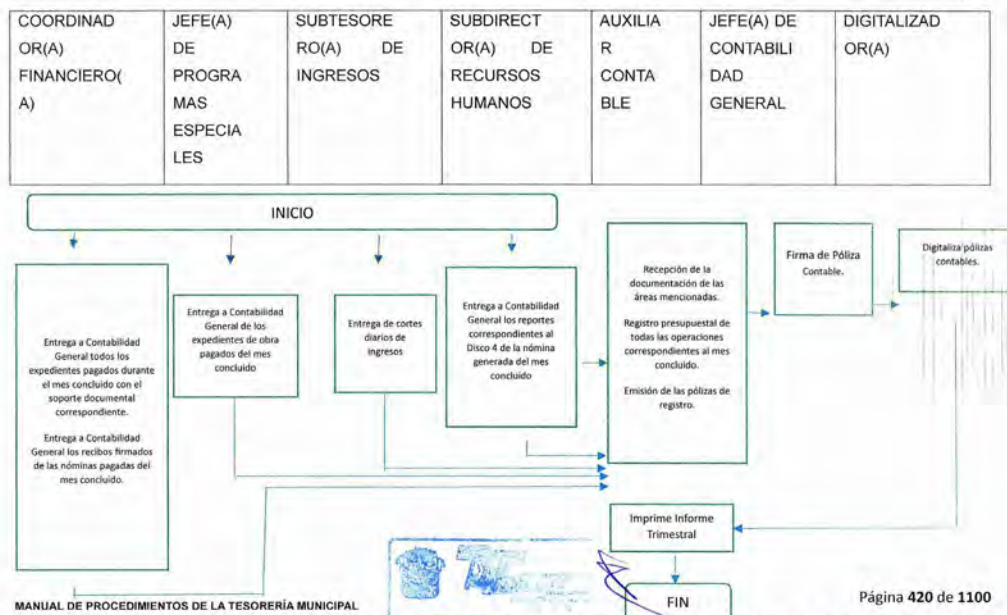 COORDINAD
OR(A)
FINANCIERO(
A)
JEFE(A)
DE
PROGRA
MAS
ESPECIA
LES
SUBTESORE
RO(A) DE
INGRESOS
SUBDIRECT
OR(A) DE
RECURSOS
HUMANOS
AUXILIA
R
CONTA
BLE
JEFE(A) DE
CONTABILI
DAD
GENERAL
DIGITALIZAD
OR(A)
INICIO
Entrega a Contabilidad
General todos los
expedientes pagados durante
el mes concluido con el
soporte documental
correspondiente.
Entrega a Contabilidad
General los recibos firmados
de las nóminas pagadas del
mes concluido.
Entrega a Contabilidad
General de los
expedientes de obra
pagados del mes
concluido
Entrega de cortes
diarios de
ingresos
Entrega a Contabilidad
General los reportes
correspondientes al
Disco 4 de la nómina
generada del mes
concluido
Recepción de la
documentación de las
áreas mencionadas.
Registro presupuestal de
todas las operaciones
correspondientes al mes
concluido.
Emisión de las pólizas de
registro.
Firma de Póliza
Contable.
Digitaliza pólizas
contables.
Imprime Informe
Trimestral
FIN
MANUAL DE PROCEDIMIENTOS DE LA TESORERÍA MUNICIPAL
Página 420 de 1100